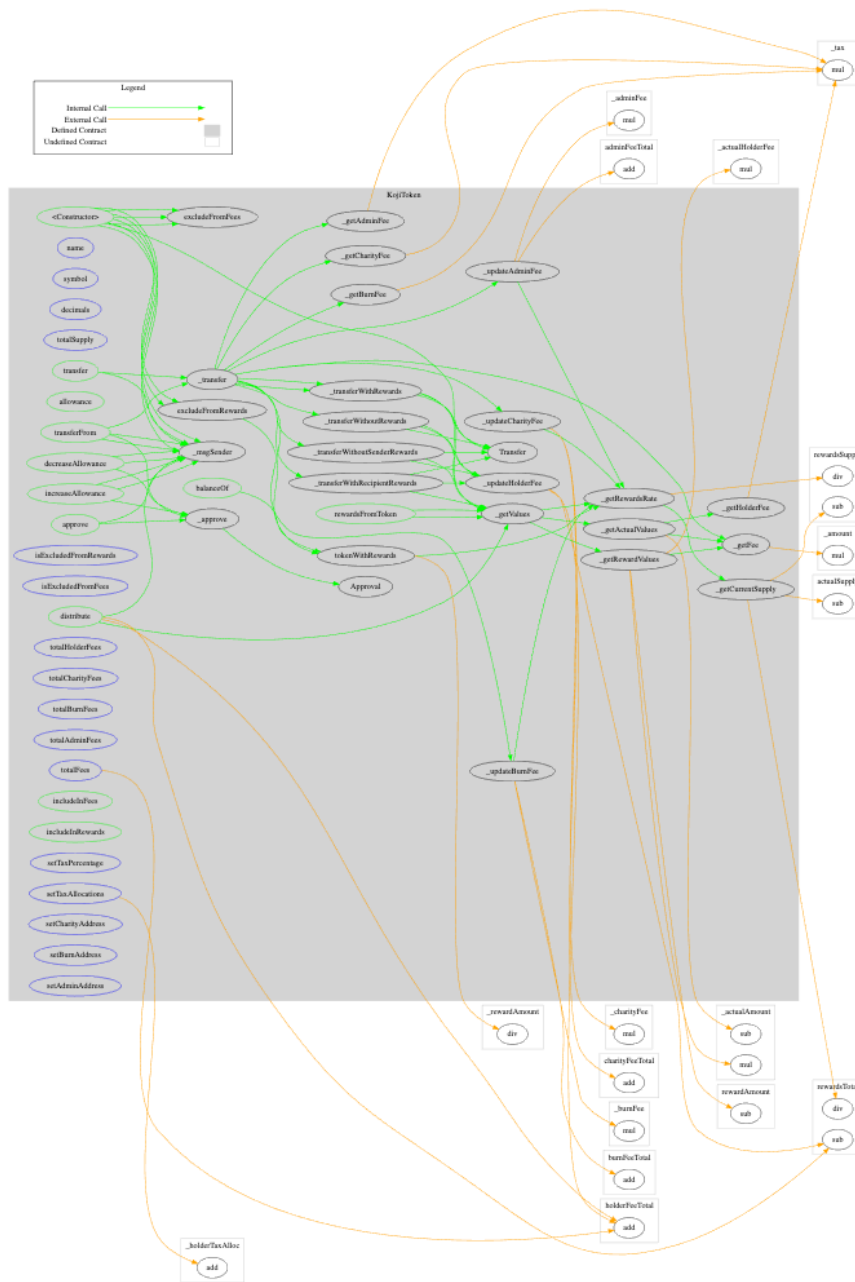 _tax
mul
Legend
Internal Call
External Call
Defined Contract
Undefined Contract
_adminFee
mul
adminFeeTotal
add
_actualHolderFee
mul
KojiToken
<Constructor>
excludeFromFees
_getAdminFee
name
_getCharityFee
symbol
_updateAdminFee
decimals
_getBurnFee
totalSupply
transfer
_transfer
_transferWithRewards
allowance
excludeFromRewards
_transferWithoutRewards
_updateCharityFee
transferFrom
_msgSender
_transferWithoutSenderRewards
Transfer
rewardsSupply
decreaseAllowance
balanceOf
_transferWithRecipientRewards
_updateHolderFee
div
increaseAllowance
_getRewardsRate
_getHolderFee
sub
approve
_approve
rewardsFromToken
_getValues
_getActualValues
_getFee
_amount
isExcludedFromRewards
tokenWithRewards
_getRewardValues
mul
isExcludedFromFees
Approval
_getCurrentSupply
actualSupply
sub
distribute
totalHolderFees
totalCharityFees
totalBurnFees
totalAdminFees
totalFees
_updateBurnFee
includeInFees
includeInRewards
setTaxPercentage
setTaxAllocations
setCharityAddress
setBurnAddress
setAdminAddress
_rewardAmount
div
_charityFee
mul
_actualAmount
sub
charityFeeTotal
add
mul
_burnFee
mul
rewardAmount
sub
rewardsTotal
div
sub
burnFeeTotal
add
holderFeeTotal
add
_holderTaxAlloc
add